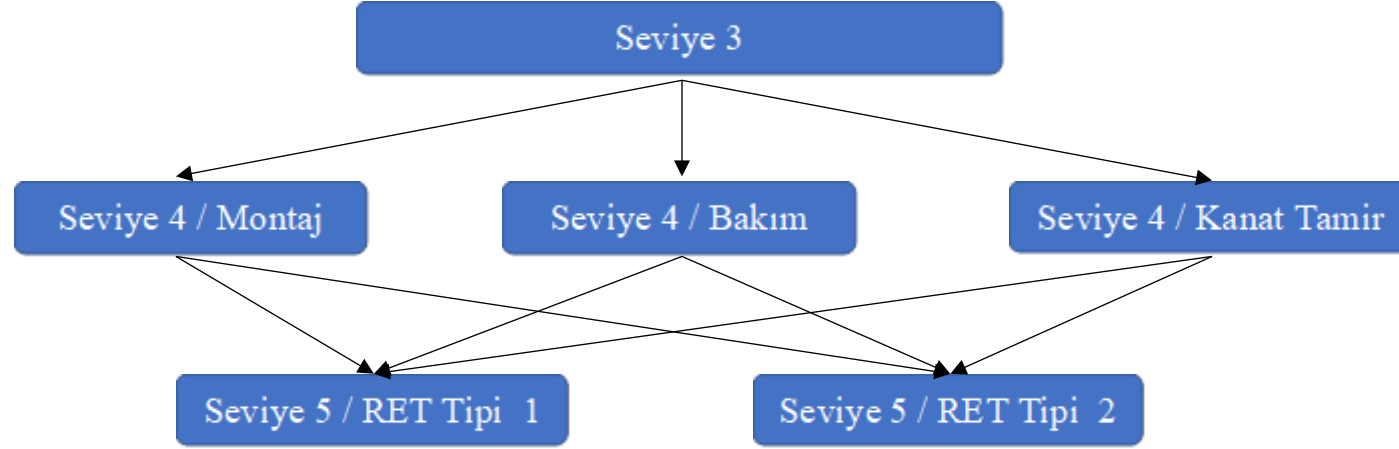 Seviye 3
Seviye 4 / Montaj
Seviye 4 / Bakım
Seviye 4 / Kanat Tamir
Seviye 5 / RET Tipi 1
Seviye 5 / RET Tipi 2